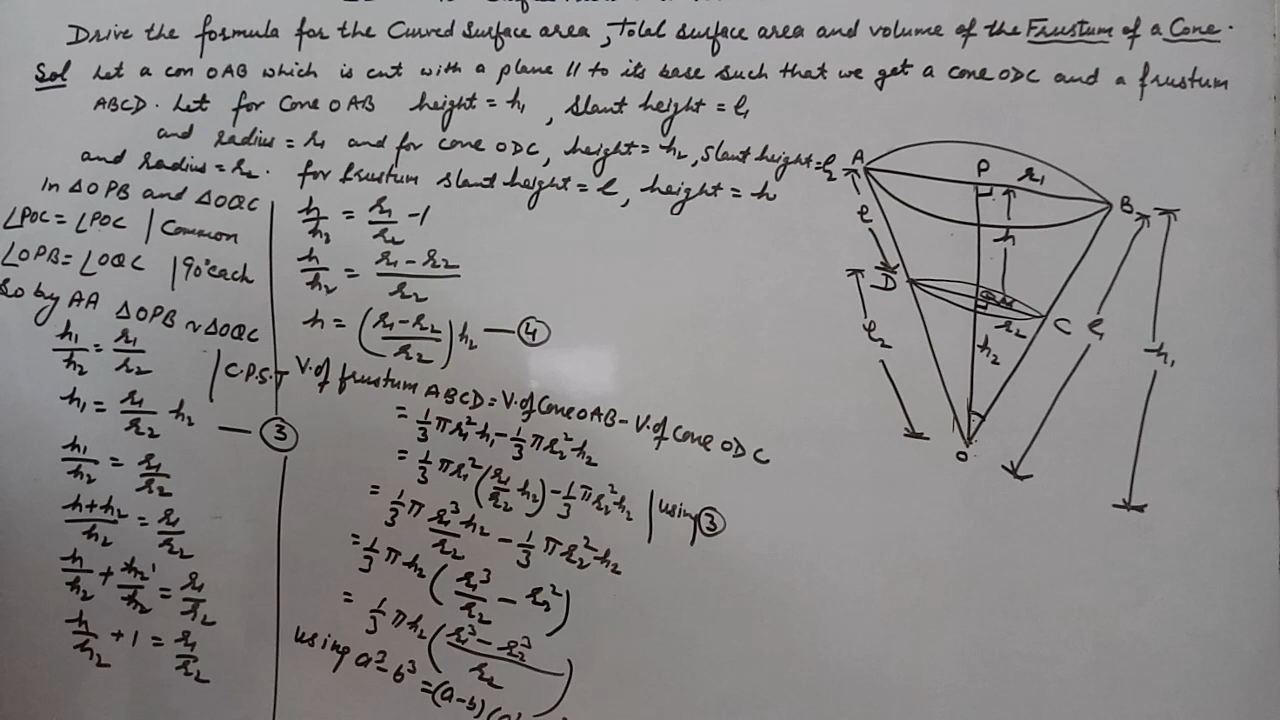 Drive the formula for the Curved Surface area, Total surface area and volume of the Frustum of a Cone.
Sol Let a con OAB which is cut with a plane // to its base such that we get a cone ODC and a frustum
ABCD. Let for Cone OAB height = h₁, slant height = l₁
and radius = r₁ and for cone ODC, height = h₂, Slant height = l₂
and radius = r₂. for frustum slant height = l, height = h
In ΔOPB and ΔOQC
∠POC = ∠POC | Common
∠OPB = ∠OQC | 90° each
So by AA ΔOPB ~ ΔOQC
h₁/h₂ = r₁/r₂ | C.P.S.T
h₁ = r₁/r₂ h₂ — ③
h₁/h₂ = r₁/r₂
h+h₂/h₂ = r₁/r₂
h/h₂ + h₂/h₂ 1 = r₁/r₂
h/h₂ + 1 = r₁/r₂
h/h₂ = r₁/r₂ - 1
h/h₂ = r₁-r₂/r₂
h = (r₁-r₂/r₂) h₂ — ④
V. of frustum ABCD = V. of Cone OAB - V. of Cone ODC
= 1/3 πr₁²h₁ - 1/3 πr₂²h₂
= 1/3 πr₁² (r₁/r₂ h₂) - 1/3 πr₂²h₂ | using ③
= 1/3 π r₁³h₂/r₂ - 1/3 πr₂²h₂
= 1/3 πh₂ (r₁³/r₂ - r₂²)
= 1/3 πh₂ (r₁³-r₂³/r₂)
using a³-b³ = (a-b)
A
P
r₁
B
l
h
D
Q
r₂
C
l₂
h₂
l₁
h₁
O